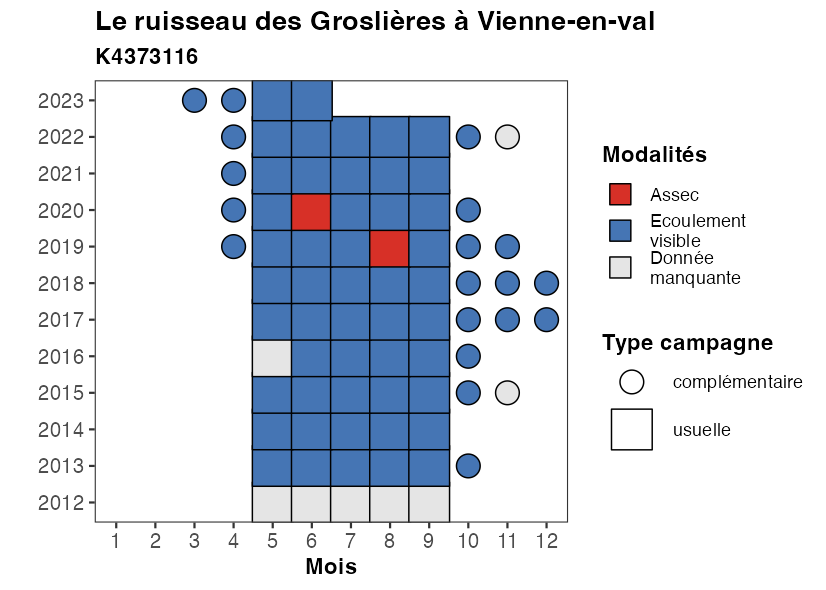 Le ruisseau des Groslières à Vienne-en-val
K4373116
2023
2022
2021
2020
2019
2018
2017
2016
2015
2014
2013
2012
1 2 3 4 5 6 7 8 9 10 11 12
Mois
Modalités
Assec
Ecoulement
visible
Donnée
manquante
Type campagne
complémentaire
usuelle